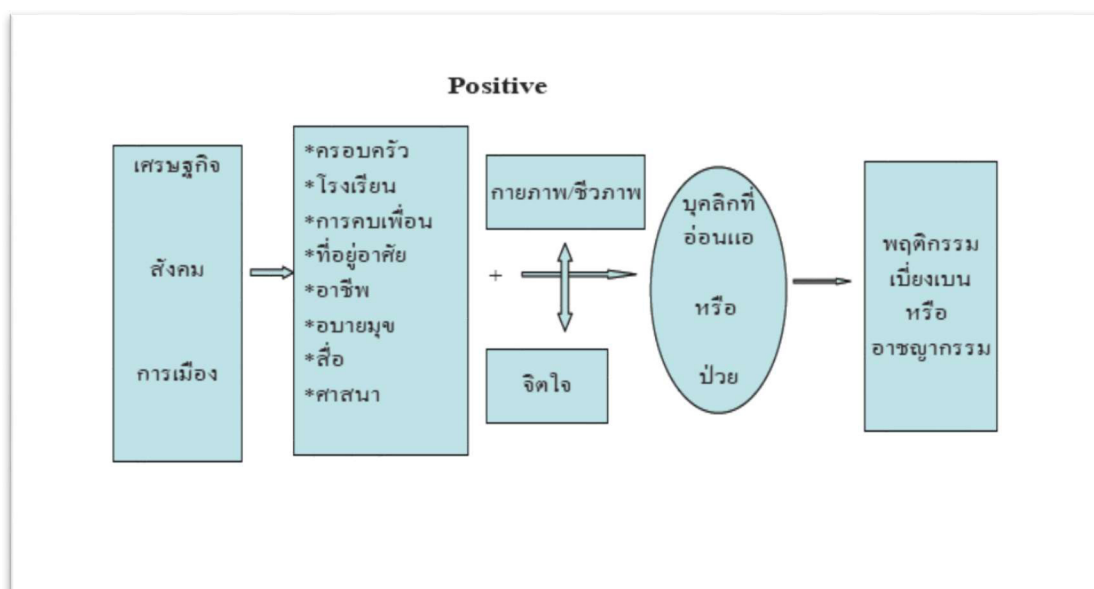 Positive
เศรษฐกิจ
สังคม
การเมือง
*ครอบครัว
*โรงเรียน
*การคบเพื่อน
*ที่อยู่อาศัย
*อาชีพ
*อบายมุข
*สื่อ
*ศาสนา
กายภาพ/ชีวภาพ
+
จิตใจ
บุคลิกที่
อ่อนแอ
หรือ
ป่วย
พฤติกรรม
เบี่ยงเบน
หรือ
อาชญากรรม